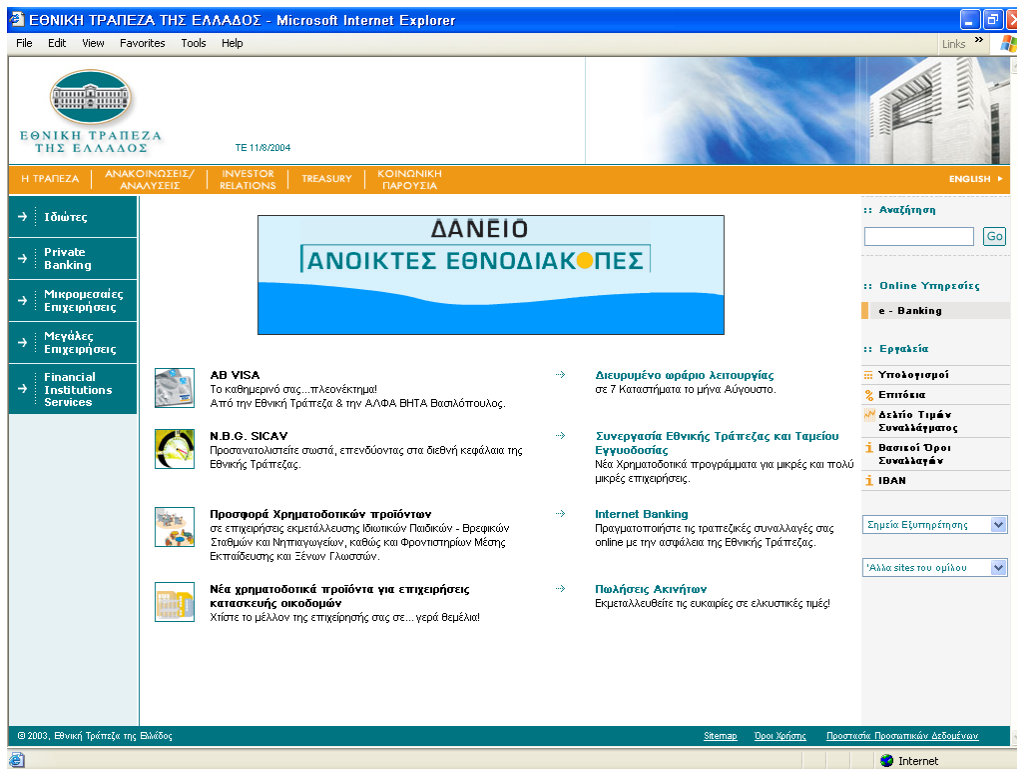 ΕΘΝΙΚΗ ΤΡΑΠΕΖΑ ΤΗΣ ΕΛΛΑΔΟΣ - Microsoft Internet Explorer
File Edit View Favorites Tools Help
Links »
ΕΘΝΙΚΗ ΤΡΑΠΕΖΑ
ΤΗΣ ΕΛΛΑΔΟΣ
ΤΕ 11/8/2004
Η ΤΡΑΠΕΖΑ
ΑΝΑΚΟΙΝΩΣΕΙΣ/
ΑΝΑΛΥΣΕΙΣ
INVESTOR
RELATIONS
TREASURY
ΚΟΙΝΩΝΙΚΗ
ΠΑΡΟΥΣΙΑ
ENGLISH
Ιδιώτες
Private
Banking
Μικρομεσαίες
Επιχειρήσεις
Μεγάλες
Επιχειρήσεις
Financial
Institutions
Services
ΔΑΝΕΙΟ
ΑΝΟΙΚΤΕΣ ΕΘΝΟΔΙΑΚΟΠΕΣ
AB VISA
Το καθημερινό σας...πλεονέκτημα!
Από την Εθνική Τράπεζα & την ΑΛΦΑ ΒΗΤΑ Βασιλόπουλος.
N.B.G. SICAV
Προσανατολιστείτε σωστά, επενδύοντας στα διεθνή κεφάλαια της
Εθνικής Τράπεζας.
Προσφορά Χρηματοδοτικών προϊόντων
σε επιχειρήσεις εκμετάλλευσης Ιδιωτικών Παιδικών - Βρεφικών
Σταθμών και Νηπιαγωγείων, καθώς και Φροντιστηρίων Μέσης
Εκπαίδευσης και Ξένων Γλωσσών.
Νέα χρηματοδοτικά προϊόντα για επιχειρήσεις
κατασκευής οικοδομών
Χτίστε το μέλλον της επιχείρησής σας σε... γερά θεμέλια!
Διευρυμένο ωράριο λειτουργίας
σε 7 Καταστήματα το μήνα Αύγουστο.
Συνεργασία Εθνικής Τράπεζας και Ταμείου
Εγγυοδοσίας
Νέα Χρηματοδοτικά προγράμματα για μικρές και πολύ
μικρές επιχειρήσεις.
Internet Banking
Πραγματοποιήστε τις τραπεζικές συναλλαγές σας
online με την ασφάλεια της Εθνικής Τράπεζας.
Πωλήσεις Ακινήτων
Εκμεταλλευθείτε τις ευκαιρίες σε ελκυστικές τιμές!
:: Αναζήτηση
Go
:: Online Υπηρεσίες
e - Banking
:: Εργαλεία
Υπολογισμοί
Επιτόκια
Δελτίο Τιμών
Συναλλάγματος
Βασικοί Όροι
Συναλλαγών
IBAN
Σημεία Εξυπηρέτησης
'Αλλα sites του ομίλου
© 2003, Εθνική Τράπεζα της Ελλάδος
Sitemap Όροι Χρήσης Προστασία Προσωπικών Δεδομένων
Internet